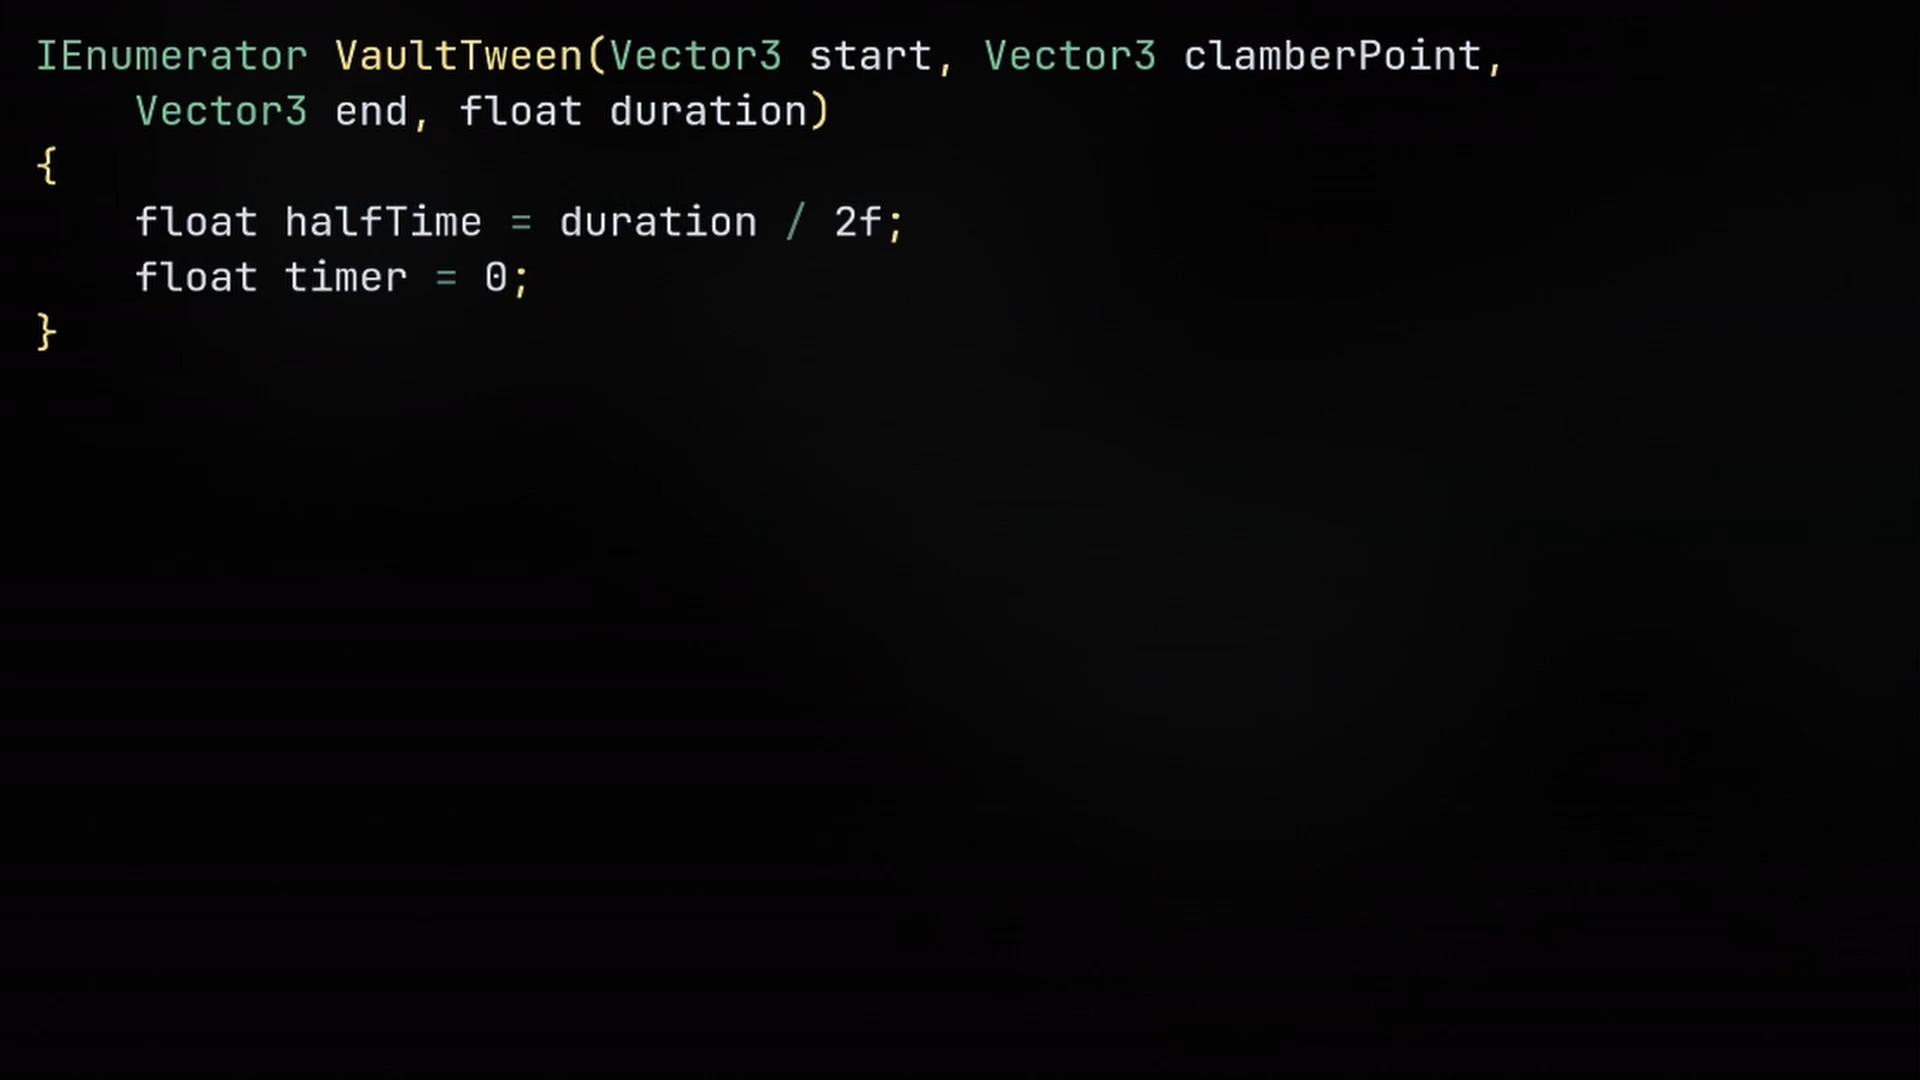 IEnumerator VaultTween(Vector3 start, Vector3 clamberPoint,
    Vector3 end, float duration)
{
    float halfTime = duration / 2f;
    float timer = 0;
}